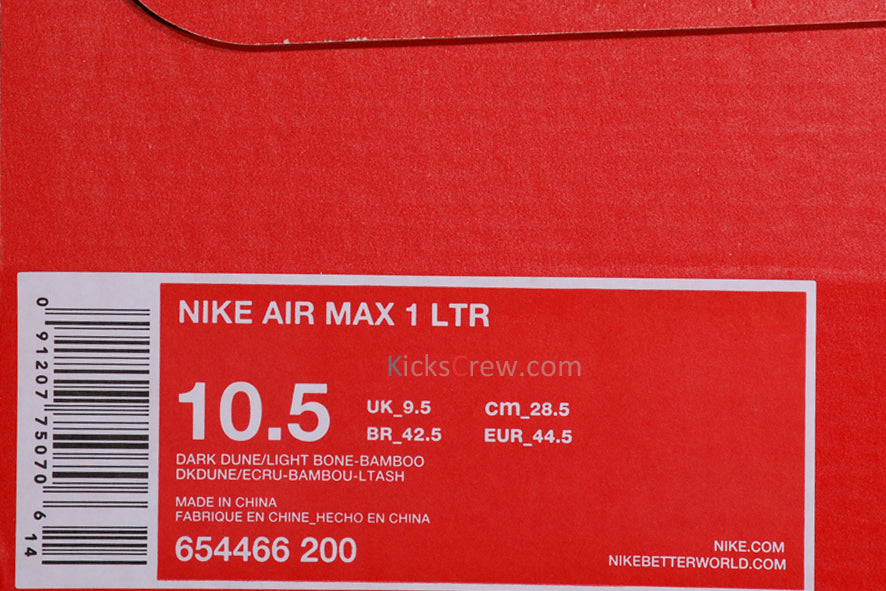 NIKE AIR MAX 1 LTR
KicksCrew.com
10.5
UK_9.5 cm_28.5
BR_42.5 EUR_44.5
DARK DUNE/LIGHT BONE-BAMBOO
DKDUNE/ECRU-BAMBOU-LTASH
MADE IN CHINA
FABRIQUE EN CHINE_HECHO EN CHINA
654466 200
NIKE.COM
NIKEBETTERWORLD.COM
0 91207 75070 6 14